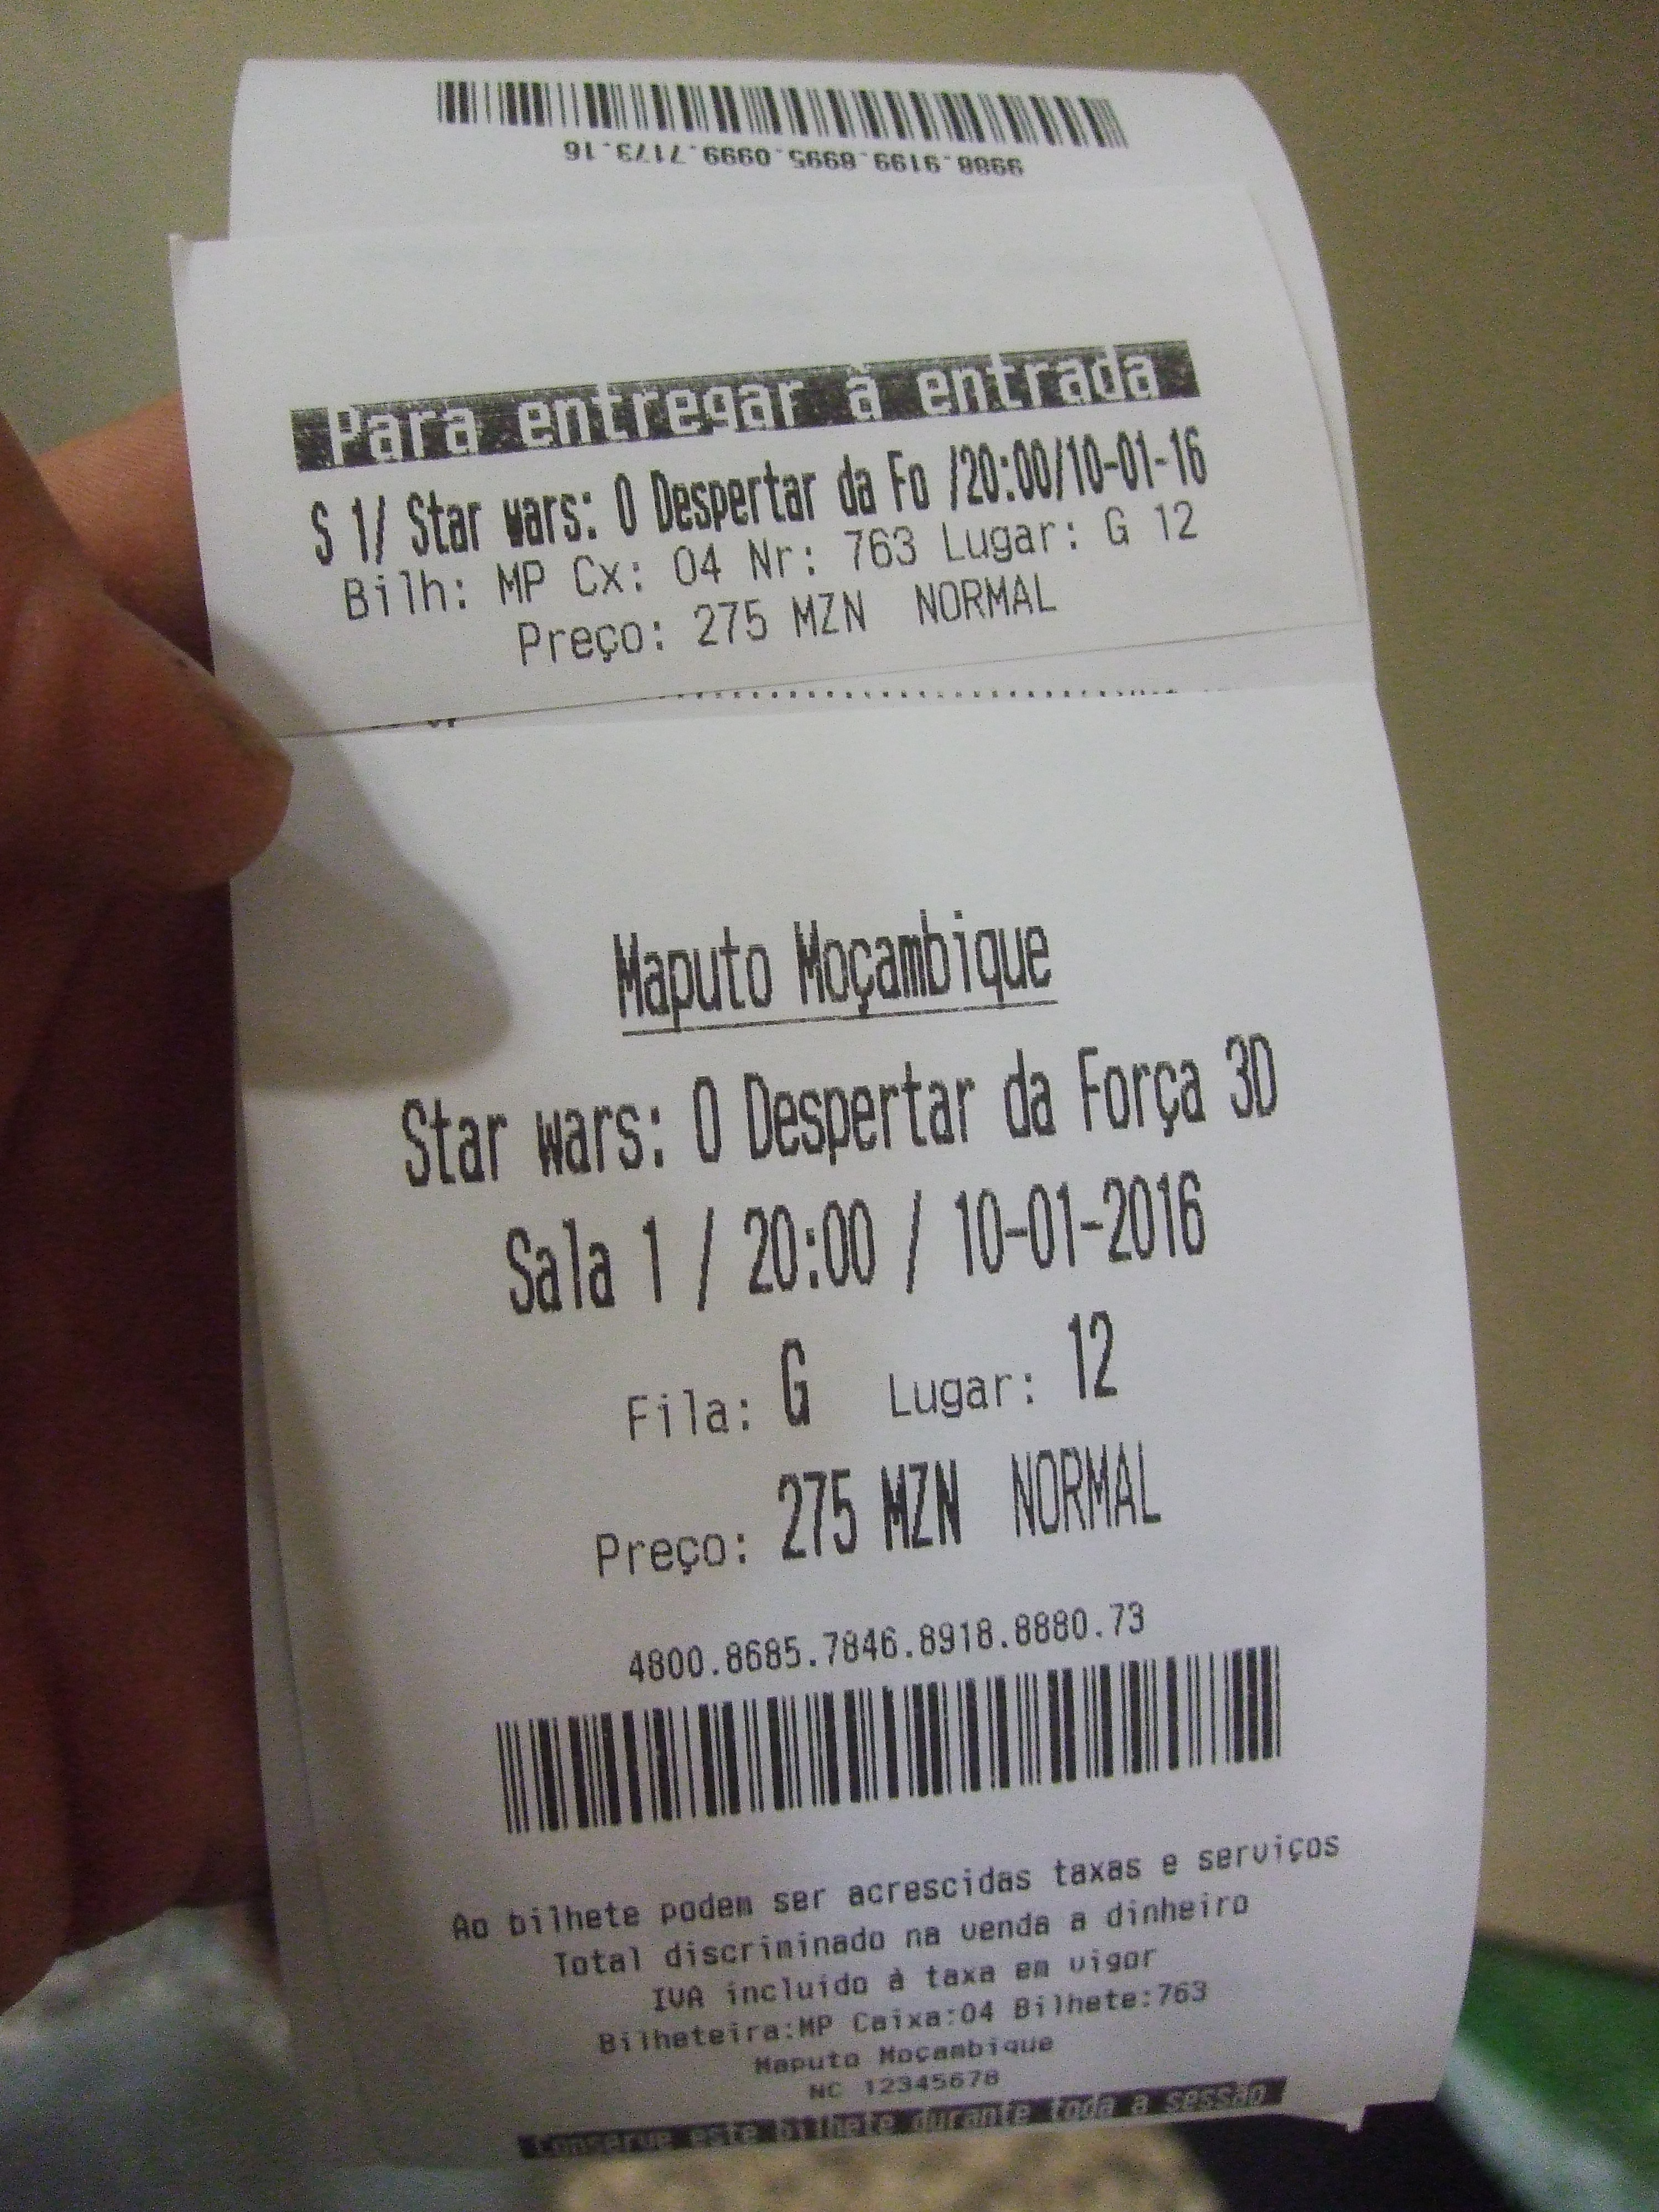 9988.9199.8995.0999.7173.16
Para entregar à entrada
S 1/ Star wars: O Despertar da Fo /20:00/10-01-16
Bilh: MP Cx: 04 Nr: 763 Lugar: G 12
Preço: 275 MZN NORMAL
Maputo Moçambique
Star wars: O Despertar da Força 3D
Sala 1 / 20:00 / 10-01-2016
Fila: G Lugar: 12
Preço: 275 MZN NORMAL
4800.8685.7846.8918.8880.73
Ao bilhete podem ser acrescidas taxas e serviços
Total discriminado na venda a dinheiro
IVA incluido à taxa em vigor
Bilheteira:MP Caixa:04 Bilhete:763
Maputo Moçambique
NC 12345678
Conserve este bilhete durante toda a sessão